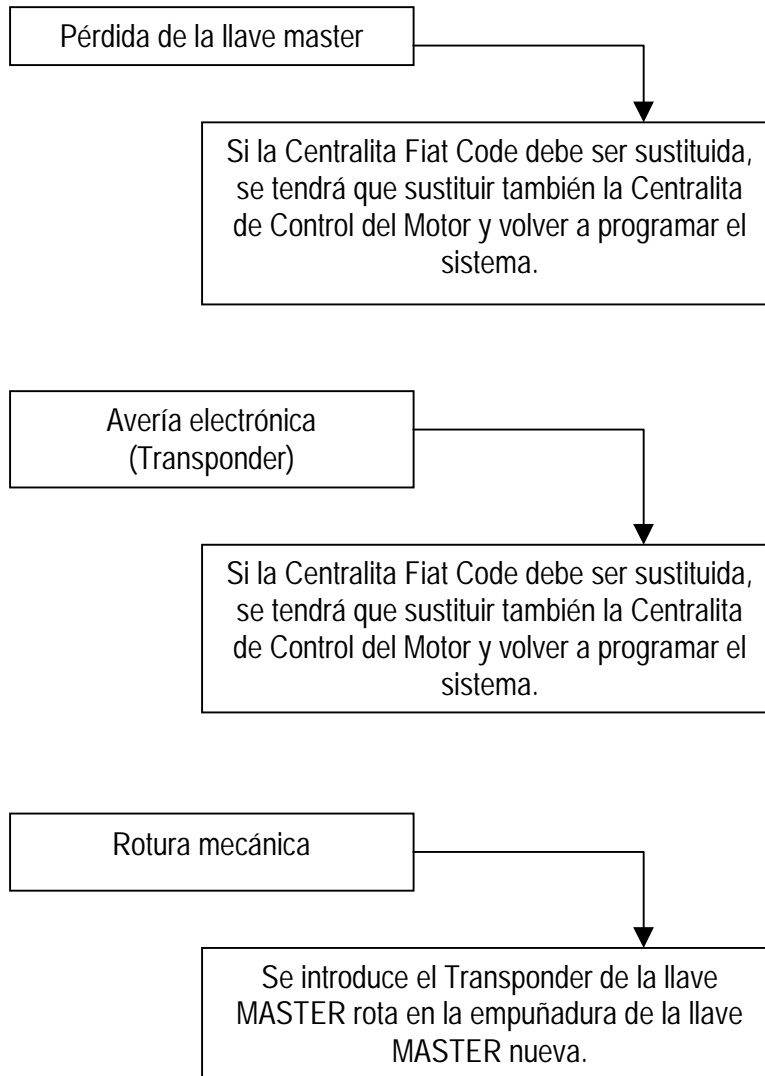 Pérdida de la llave master
Si la Centralita Fiat Code debe ser sustituida,
se tendrá que sustituir también la Centralita
de Control del Motor y volver a programar el
sistema.
Avería electrónica
(Transponder)
Si la Centralita Fiat Code debe ser sustituida,
se tendrá que sustituir también la Centralita
de Control del Motor y volver a programar el
sistema.
Rotura mecánica
Se introduce el Transponder de la llave
MASTER rota en la empuñadura de la llave
MASTER nueva.